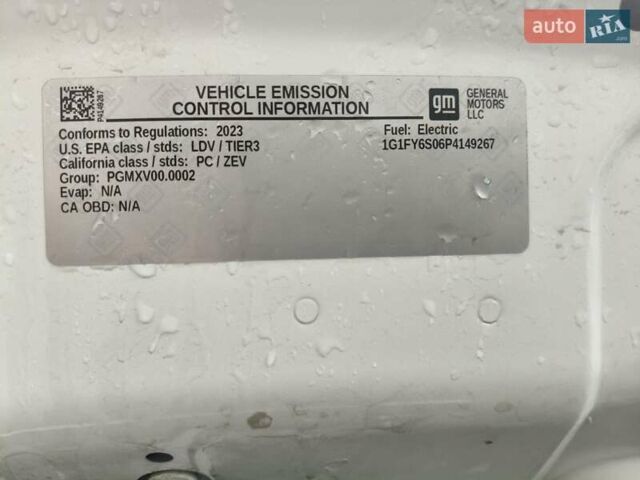 auto RIA.com
P4149267
VEHICLE EMISSION
CONTROL INFORMATION
gm
GENERAL
MOTORS
LLC
Conforms to Regulations: 2023
U.S. EPA class / stds: LDV / TIER3
California class / stds: PC / ZEV
Group: PGMXV00.0002
Evap: N/A
CA OBD: N/A
Fuel: Electric
1G1FY6S06P4149267